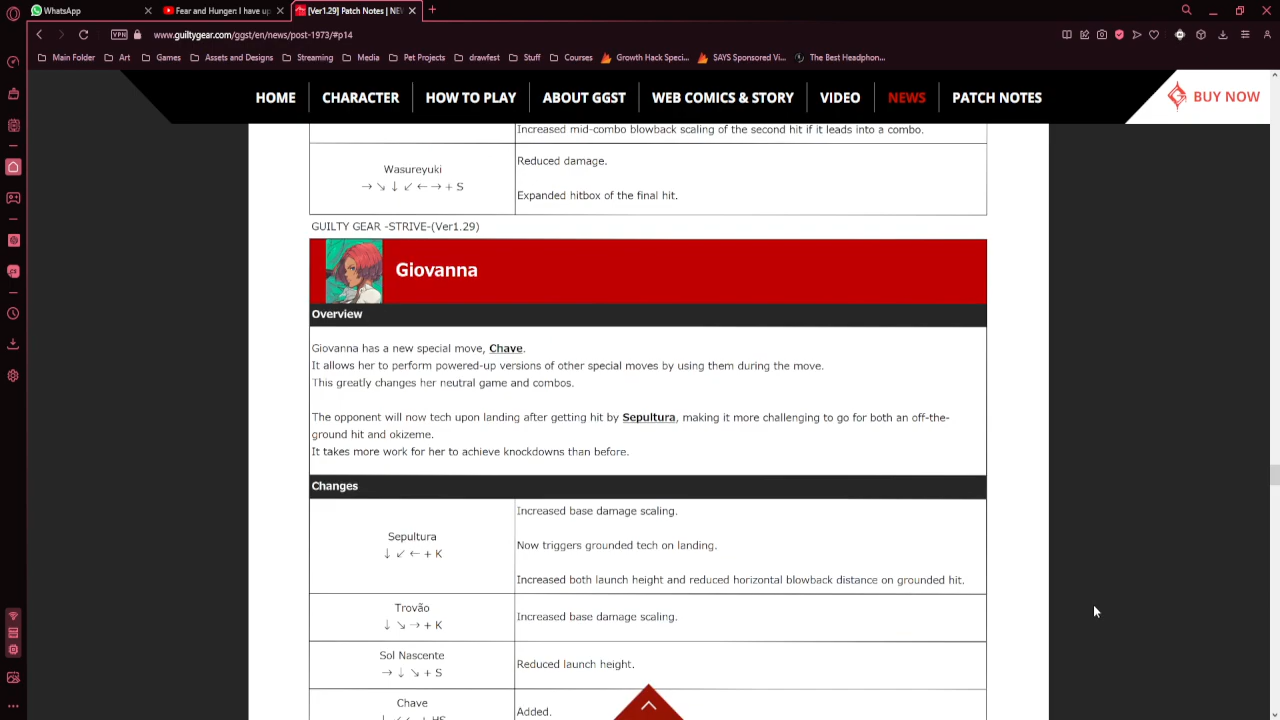 WhatsApp
Fear and Hunger: I have up
[Ver1.29] Patch Notes | NE
VPN
www.guiltygear.com/ggst/en/news/post-1973/#p14
Main Folder
Art
Games
Assets and Designs
Streaming
Media
Pet Projects
drawfest
Stuff
Courses
Growth Hack Speci...
SAYS Sponsored Vi...
The Best Headphon...
HOME
CHARACTER
HOW TO PLAY
ABOUT GGST
WEB COMICS & STORY
VIDEO
NEWS
PATCH NOTES
BUY NOW
Increased mid-combo blowback scaling of the second hit if it leads into a combo.
Wasureyuki
→ ↘ ↓ ↙ ← → + S
Reduced damage.
Expanded hitbox of the final hit.
GUILTY GEAR -STRIVE-(Ver1.29)
Giovanna
Overview
Giovanna has a new special move, Chave.
It allows her to perform powered-up versions of other special moves by using them during the move.
This greatly changes her neutral game and combos.
The opponent will now tech upon landing after getting hit by Sepultura, making it more challenging to go for both an off-the-
ground hit and okizeme.
It takes more work for her to achieve knockdowns than before.
Changes
Sepultura
↓ ↙ ← + K
Increased base damage scaling.
Now triggers grounded tech on landing.
Increased both launch height and reduced horizontal blowback distance on grounded hit.
Trovão
↓ ↘ → + K
Increased base damage scaling.
Sol Nascente
→ ↓ ↘ + S
Reduced launch height.
Chave
↓ ↙ ← + HS
Added.